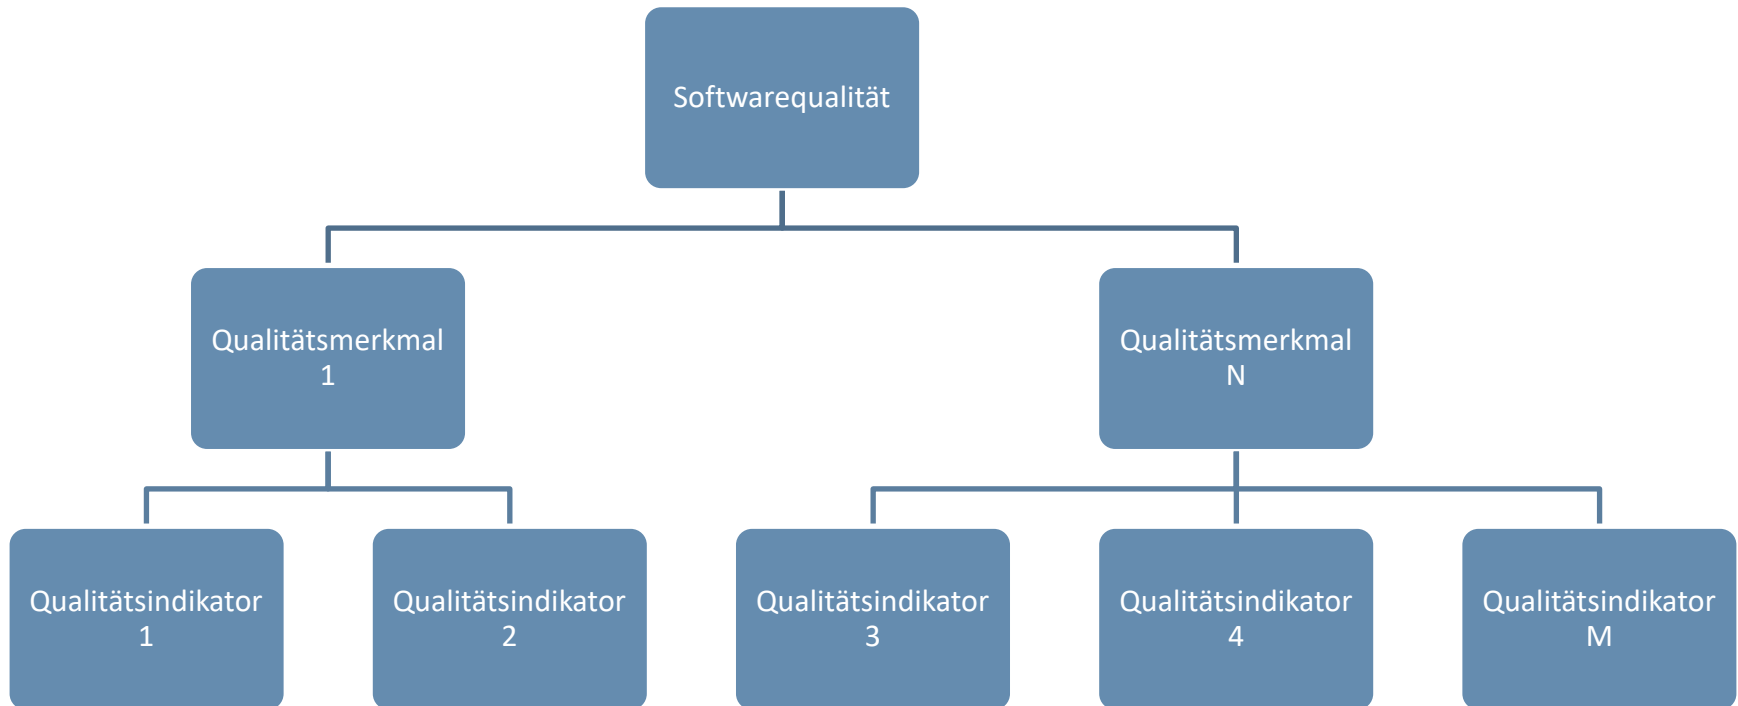 Softwarequalität
Qualitätsmerkmal
1
Qualitätsmerkmal
N
Qualitätsindikator
1
Qualitätsindikator
2
Qualitätsindikator
3
Qualitätsindikator
4
Qualitätsindikator
M